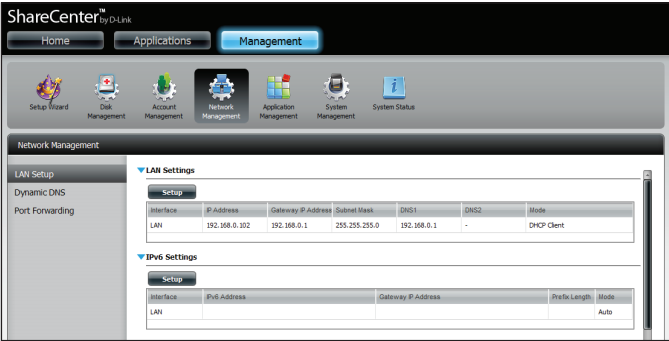 ShareCenter™ by D-Link
Home Applications Management
Setup Wizard Disk Management Account Management Network Management Application Management System Management System Status
Network Management
LAN Setup
Dynamic DNS
Port Forwarding
LAN Settings
Setup
Interface IP Address Gateway IP Address Subnet Mask DNS1 DNS2 Mode
LAN 192.168.0.102 192.168.0.1 255.255.255.0 192.168.0.1 - DHCP Client
IPv6 Settings
Setup
Interface IPv6 Address Gateway IP Address Prefix Length Mode
LAN Auto